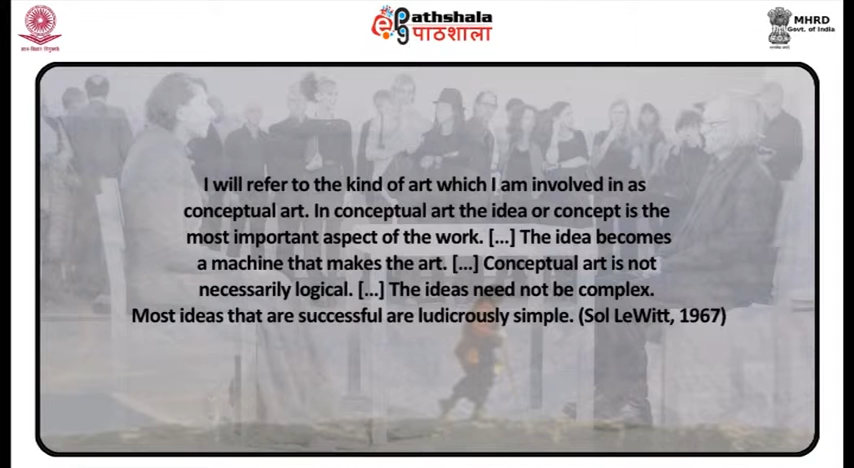 Pathshala
पाठशाला
MHRD
Govt. of India
I will refer to the kind of art which I am involved in as
conceptual art. In conceptual art the idea or concept is the
most important aspect of the work. [...] The idea becomes
a machine that makes the art. [...] Conceptual art is not
necessarily logical. [...] The ideas need not be complex.
Most ideas that are successful are ludicrously simple. (Sol LeWitt, 1967)